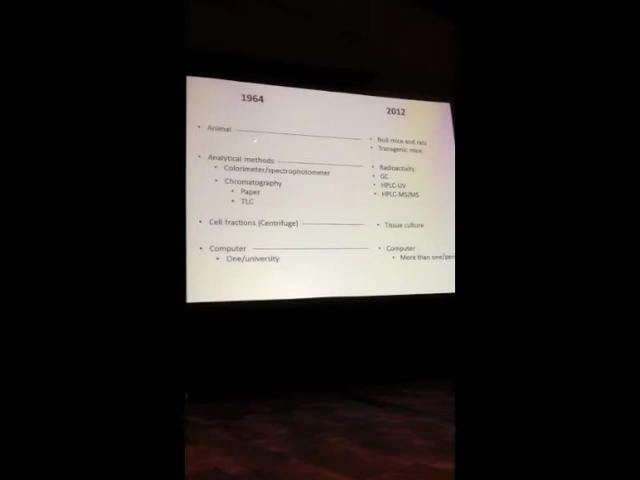 1964
2012
• Animal
• Null mice and rats
• Transgenic mice
• Analytical methods
• Colorimeter/spectrophotometer
• Chromatography
• Paper
• TLC
• Radioactivity
• GC
• HPLC-UV
• HPLC-MS/MS
• Cell fractions (Centrifuge)
• Tissue culture
• Computer
• One/university
• Computer
• More than one/per